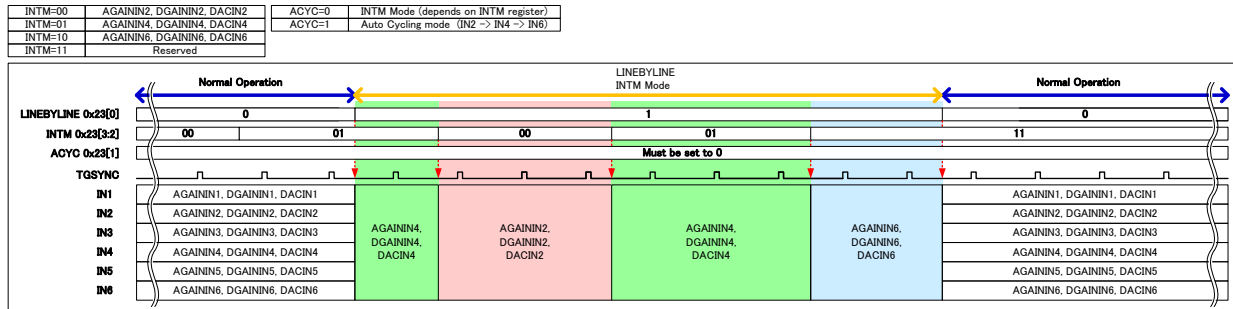 INTM=00 AGAININ2, DGAININ2, DACIN2 ACYC=0 INTM Mode (depends on INTM register)
INTM=01 AGAININ4, DGAININ4, DACIN4 ACYC=1 Auto Cycling mode (IN2 -> IN4 -> IN6)
INTM=10 AGAININ6, DGAININ6, DACIN6
INTM=11 Reserved
Normal Operation LINEBYLINE Normal Operation
INTM Mode
LINEBYLINE 0x23[0] 0 1 0
INTM 0x23[3:2] 00 01 00 01 11
ACYC 0x23[1] Must be set to 0
TGSYNC
IN1 AGAININ1, DGAININ1, DACIN1 AGAININ1, DGAININ1, DACIN1
IN2 AGAININ2, DGAININ2, DACIN2 AGAININ2, DGAININ2, DACIN2
IN3 AGAININ3, DGAININ3, DACIN3 AGAININ4, AGAININ2, AGAININ4, AGAININ6, AGAININ3, DGAININ3, DACIN3
DGAININ4, DGAININ2, DGAININ4, DGAININ6,
IN4 AGAININ4, DGAININ4, DACIN4 DACIN4 DACIN2 DACIN4 DACIN6 AGAININ4, DGAININ4, DACIN4
IN5 AGAININ5, DGAININ5, DACIN5 AGAININ5, DGAININ5, DACIN5
IN6 AGAININ6, DGAININ6, DACIN6 AGAININ6, DGAININ6, DACIN6